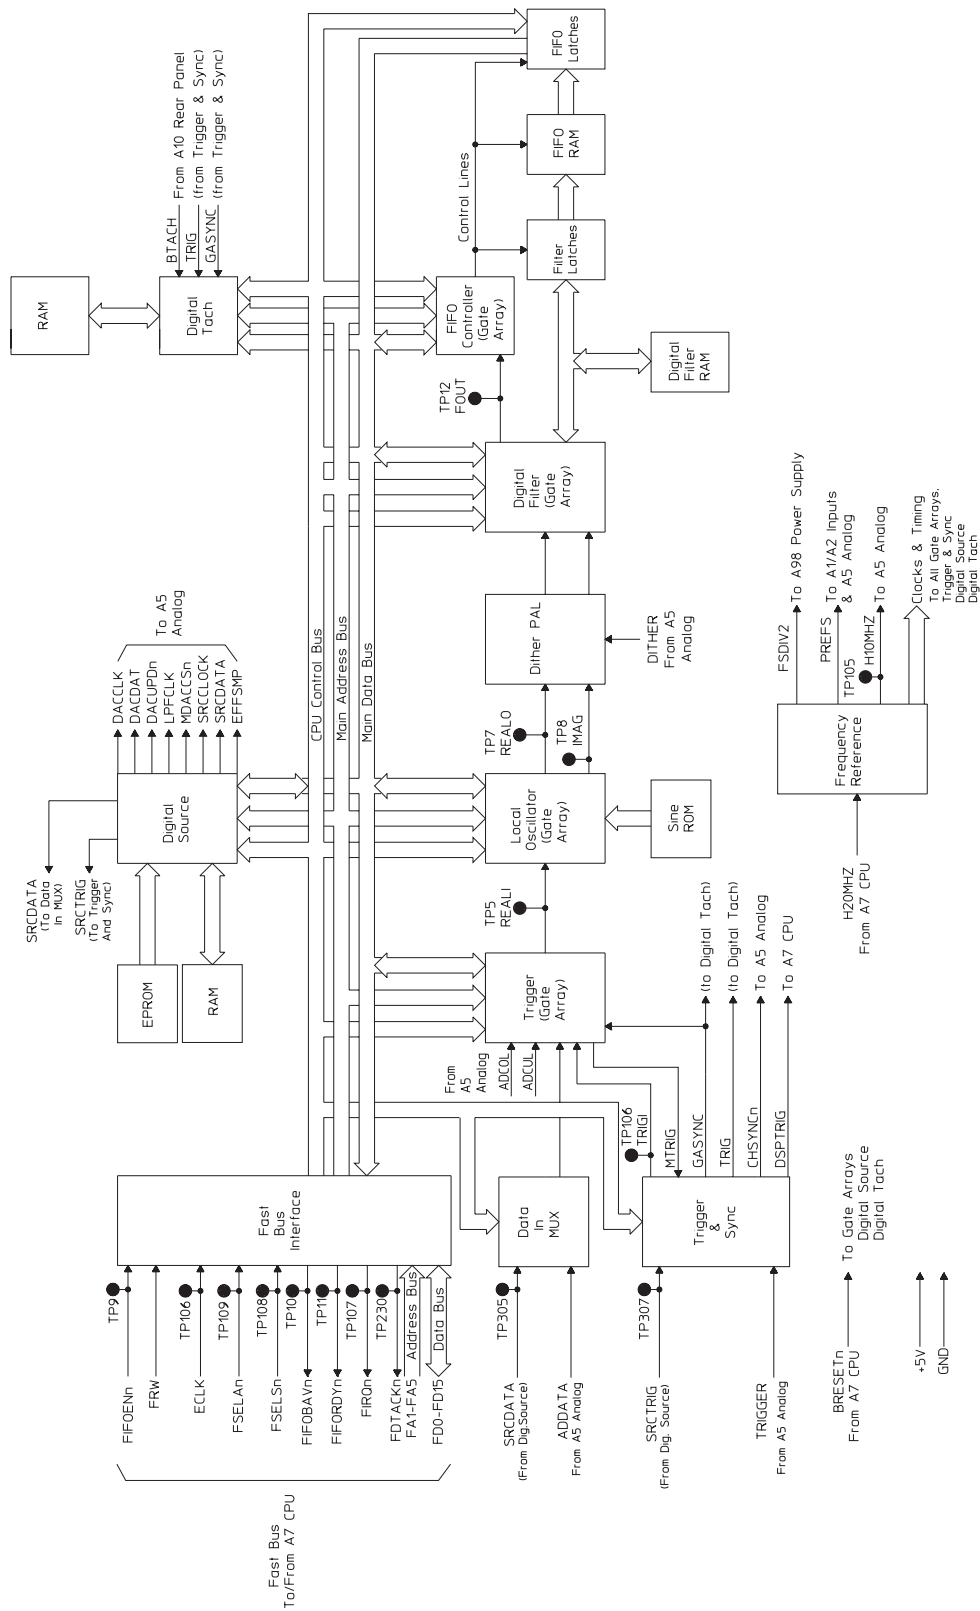 Fast Bus
To/From A7 CPU
FIFOENn
FRW
ECLK
FSELAn
FSELSn
FIFOBAVn
FIFORDYn
FIRQn
FDTACKn
FA1-FA5
FD0-FD15
TP9
TP106
TP109
TP108
TP10
TP11
TP107
TP230
Address Bus
Data Bus
Fast
Bus
Interface
SRCDATA
(From Dig.Source)
ADDATA
From A5 Analog
TP305
Data
In
MUX
SRCTRIG
(From Dig. Source)
TRIGGER
From A5 Analog
TP307
Trigger
&
Sync
TP106
TRIGI
MTRIG
GASYNC
TRIG
CHSYNCn
DSPTRIG
(to Digital Tach)
(to Digital Tach)
To A5 Analog
To A7 CPU
BRESETn
From A7 CPU
To Gate Arrays
Digital Source
Digital Tach
+5V
GND
EPROM
RAM
SRCDATA
(To Data
In MUX)
SRCTRIG
(To Trigger
And Sync)
Digital
Source
DACCLK
DACDAT
DACUPDn
LPFCLK
MDACCSn
SRCCLOCK
SRCDATA
EFFSMP
To A5
Analog
CPU Control Bus
Main Address Bus
Main Data Bus
From
A5
Analog
ADCOL
ADCUL
Trigger
(Gate
Array)
TP5
REALI
Local
Oscillator
(Gate
Array)
Sine
ROM
TP7
REALO
TP8
IMAG
Dither PAL
DITHER
From A5
Analog
Digital
Filter
(Gate
Array)
TP12
FOUT
Digital
Filter
RAM
RAM
Digital
Tach
BTACH
From A10 Rear Panel
TRIG
(from Trigger & Sync)
GASYNC
(from Trigger & Sync)
FIFO
Controller
(Gate
Array)
Control Lines
Filter
Latches
FIFO
RAM
FIFO
Latches
H20MHZ
From A7 CPU
Frequency
Reference
FSDIV2
To A98 Power Supply
PREFS
To A1/A2 Inputs
& A5 Analog
TP105
H10MHZ
To A5 Analog
Clocks & Timing
To All Gate Arrays,
Trigger & Sync
Digital Source
Digital Tach